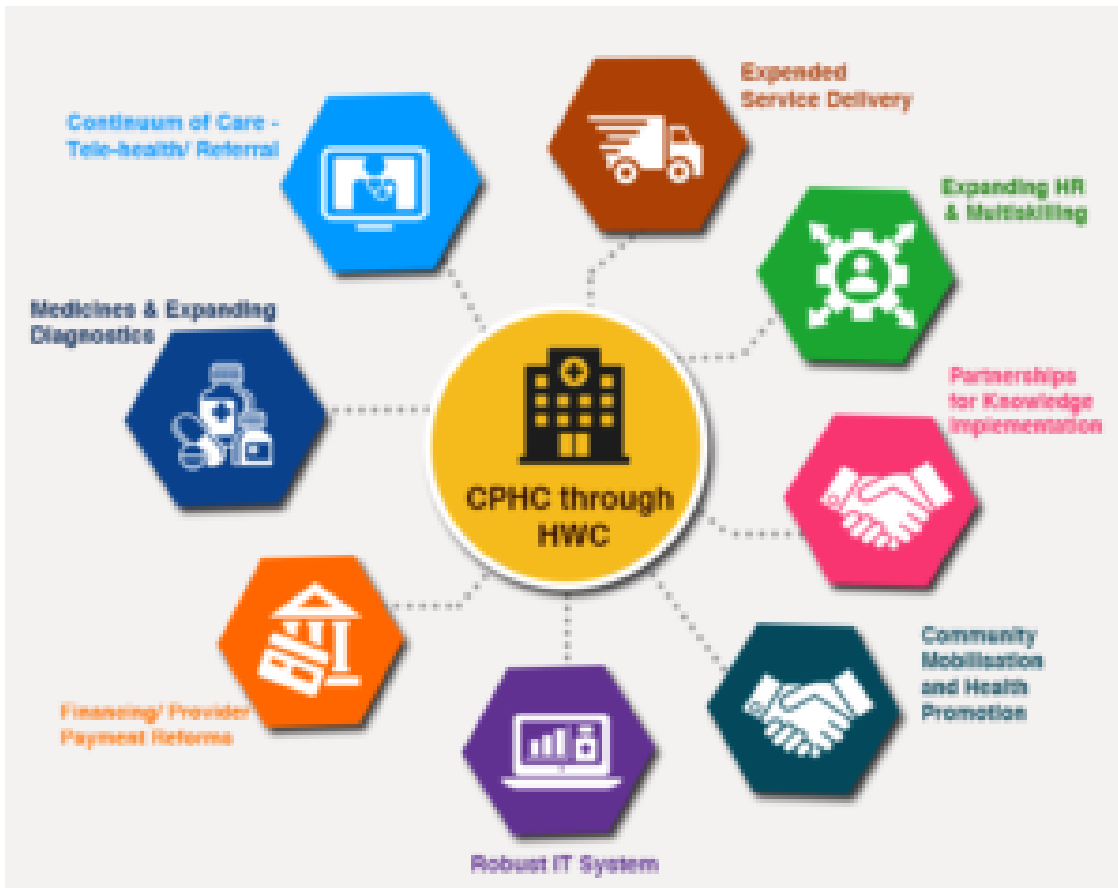 Expended
Service Delivery
Continuum of Care -
Tele-health/ Referral
Expanding HR
& Multiskilling
Medicines & Expanding
Diagnostics
Partnerships
for Knowledge
Implementation
CPHC through
HWC
Community
Mobilisation
and Health
Promotion
Financing/ Provider
Payment Reforms
Robust IT System